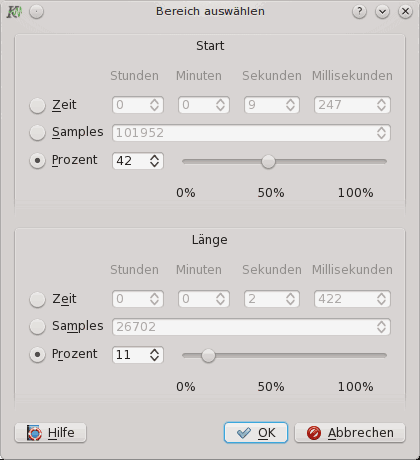 Bereich auswählen
Start
Stunden Minuten Sekunden Millisekunden
Zeit 0 0 9 247
Samples 101952
Prozent 42
0% 50% 100%
Länge
Stunden Minuten Sekunden Millisekunden
Zeit 0 0 2 422
Samples 26702
Prozent 11
0% 50% 100%
Hilfe OK Abbrechen